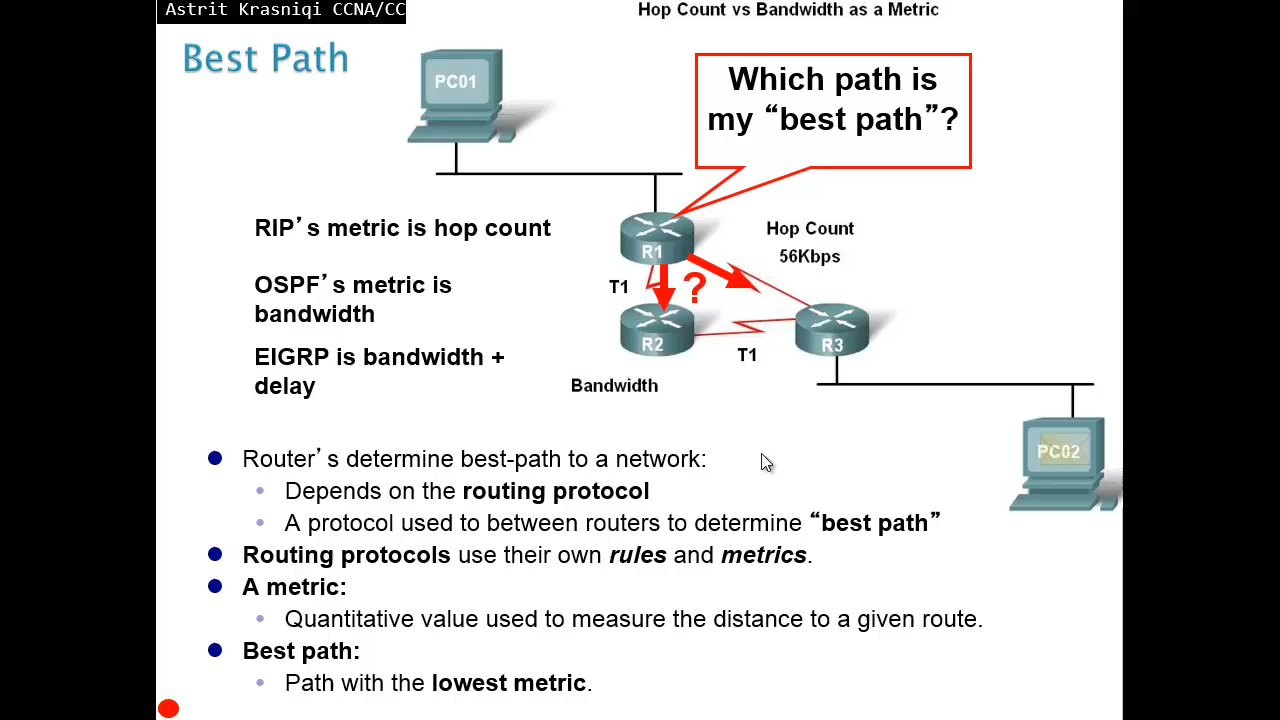 Astrit Krasniqi CCNA/CC
Hop Count vs Bandwidth as a Metric
Best Path
PC01
Which path is
my “best path”?
RIP’s metric is hop count
Hop Count
56Kbps
R1
OSPF’s metric is
bandwidth
T1
?
R2
R3
T1
EIGRP is bandwidth +
delay
Bandwidth
PC02
Router’s determine best-path to a network:
Depends on the routing protocol
A protocol used to between routers to determine “best path”
Routing protocols use their own rules and metrics.
A metric:
Quantitative value used to measure the distance to a given route.
Best path:
Path with the lowest metric.